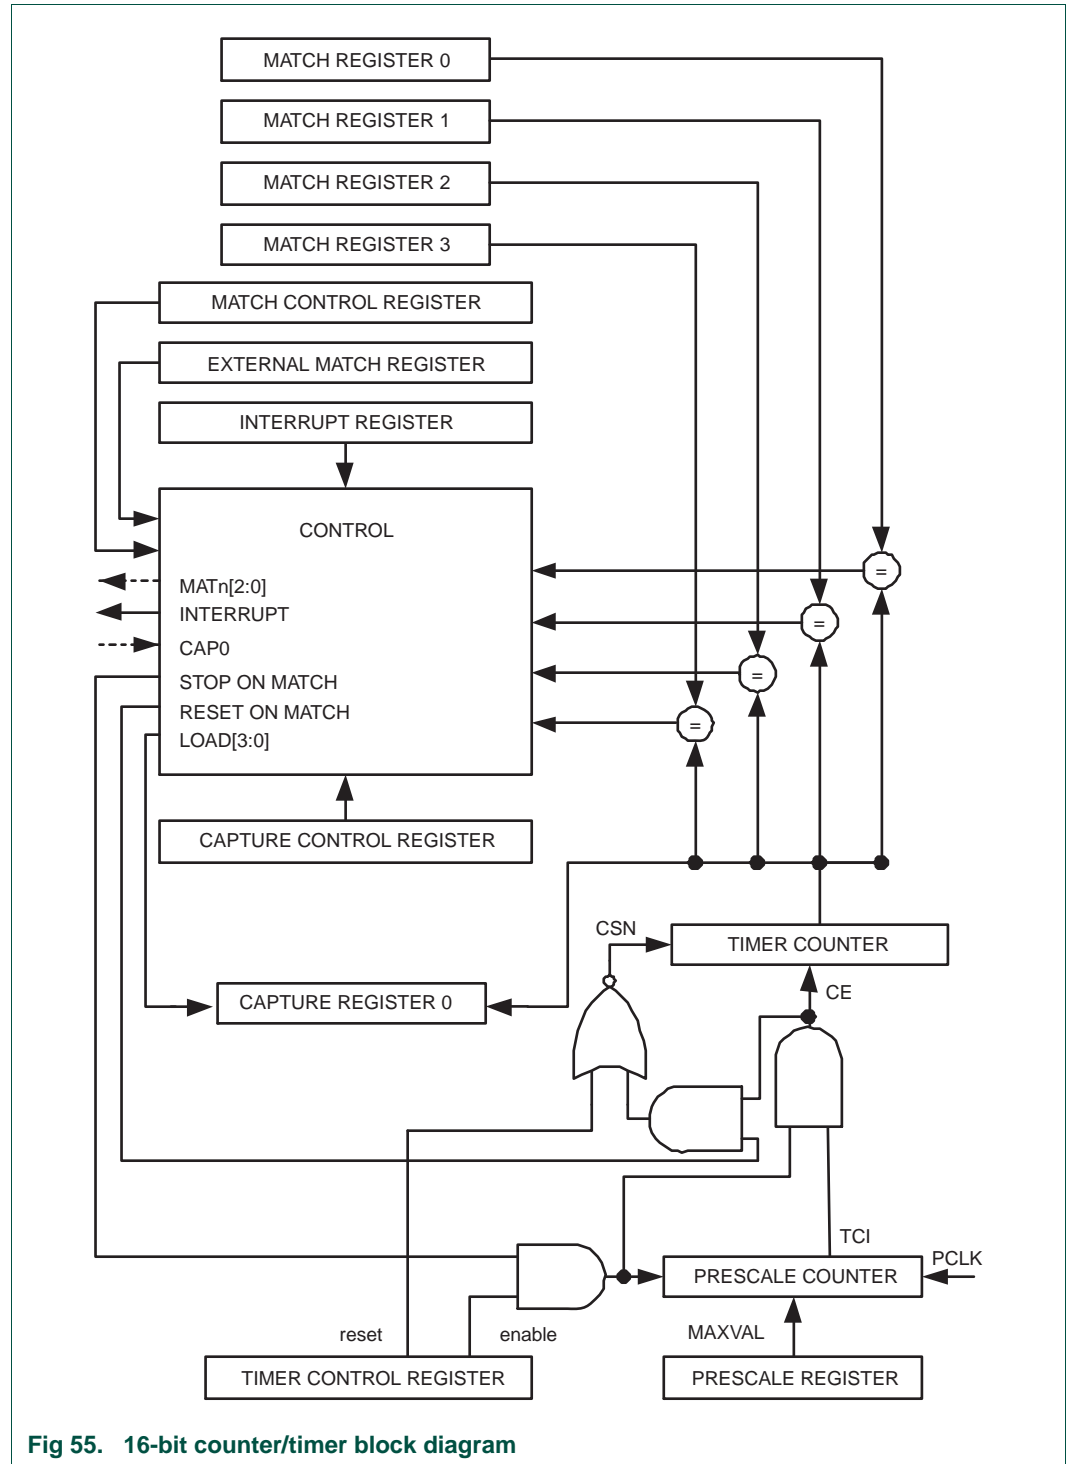 MATCH REGISTER 0
MATCH REGISTER 1
MATCH REGISTER 2
MATCH REGISTER 3
MATCH CONTROL REGISTER
EXTERNAL MATCH REGISTER
INTERRUPT REGISTER
CONTROL
=
=
=
=
MATn[2:0]
INTERRUPT
CAP0
STOP ON MATCH
RESET ON MATCH
LOAD[3:0]
CAPTURE CONTROL REGISTER
CSN
TIMER COUNTER
CE
CAPTURE REGISTER 0
TCI
PCLK
PRESCALE COUNTER
reset
enable
MAXVAL
TIMER CONTROL REGISTER
PRESCALE REGISTER
Fig 55. 16-bit counter/timer block diagram